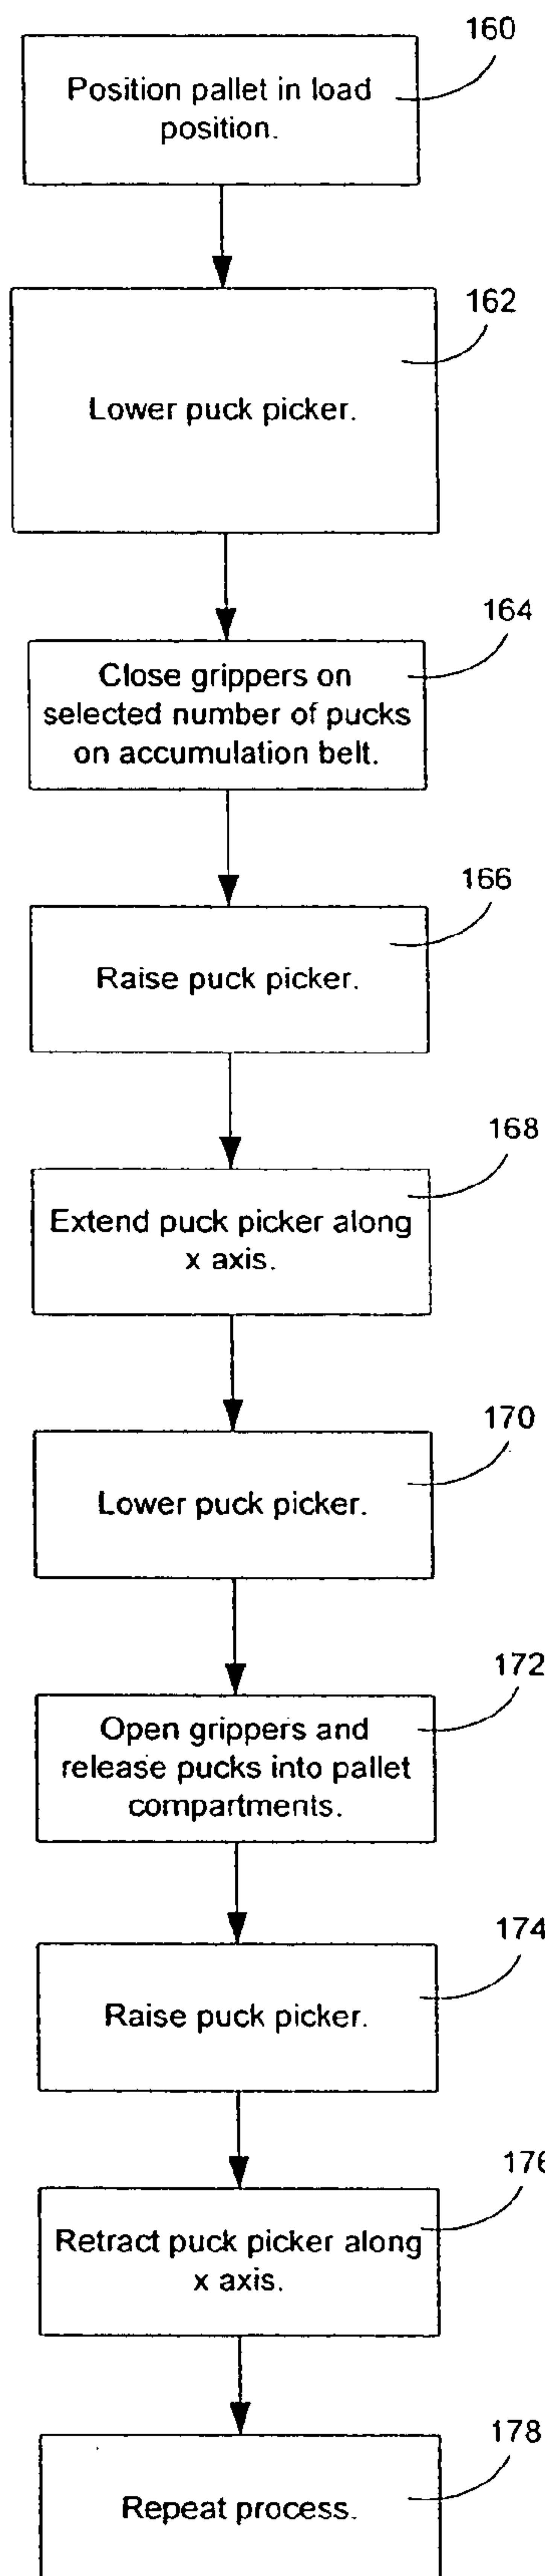 160
Position pallet in load
position.
162
Lower puck picker.
164
Close grippers on
selected number of pucks
on accumulation belt.
166
Raise puck picker.
168
Extend puck picker along
x axis.
170
Lower puck picker.
172
Open grippers and
release pucks into pallet
compartments.
174
Raise puck picker.
176
Retract puck picker along
x axis.
178
Repeat process.